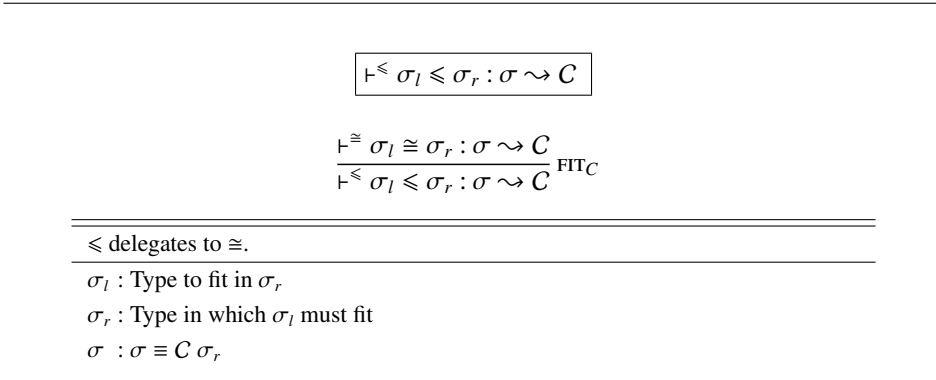 ⊢^≤ σ_l ⩽ σ_r : σ ⇝ C
⊢^≅ σ_l ≅ σ_r : σ ⇝ C
⊢^≤ σ_l ⩽ σ_r : σ ⇝ C FIT_C
⩽ delegates to ≅.
σ_l : Type to fit in σ_r
σ_r : Type in which σ_l must fit
σ : σ ≡ C σ_r